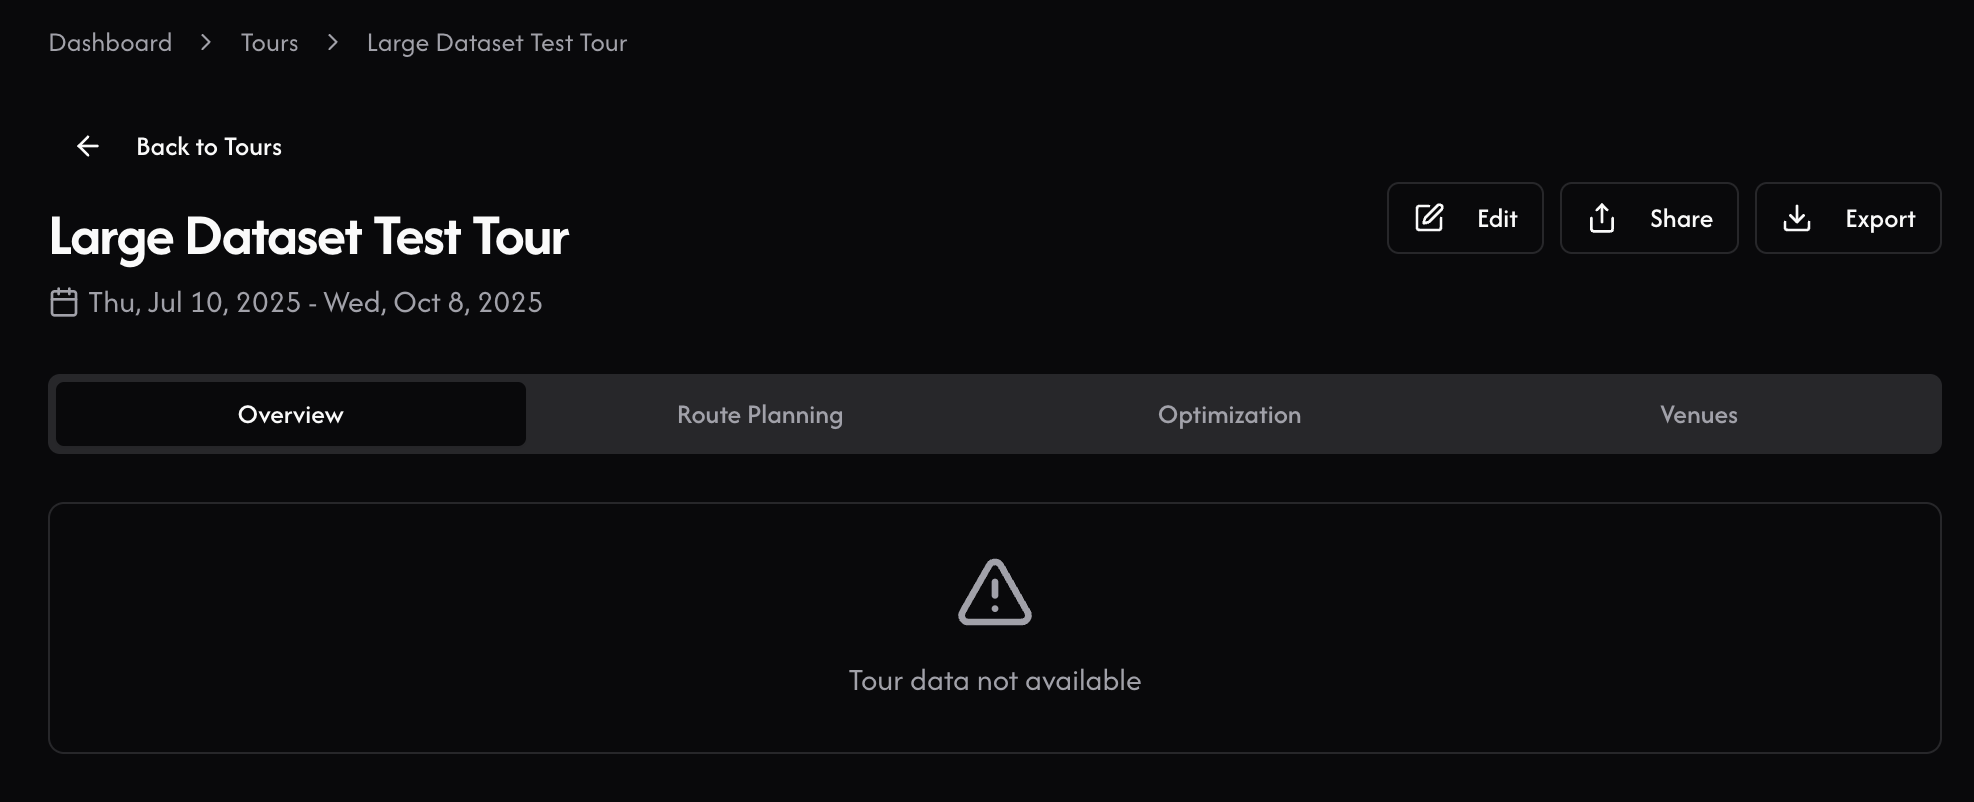 Dashboard > Tours > Large Dataset Test Tour
Back to Tours
Large Dataset Test Tour
Edit
Share
Export
Thu, Jul 10, 2025 - Wed, Oct 8, 2025
Overview
Route Planning
Optimization
Venues
Tour data not available